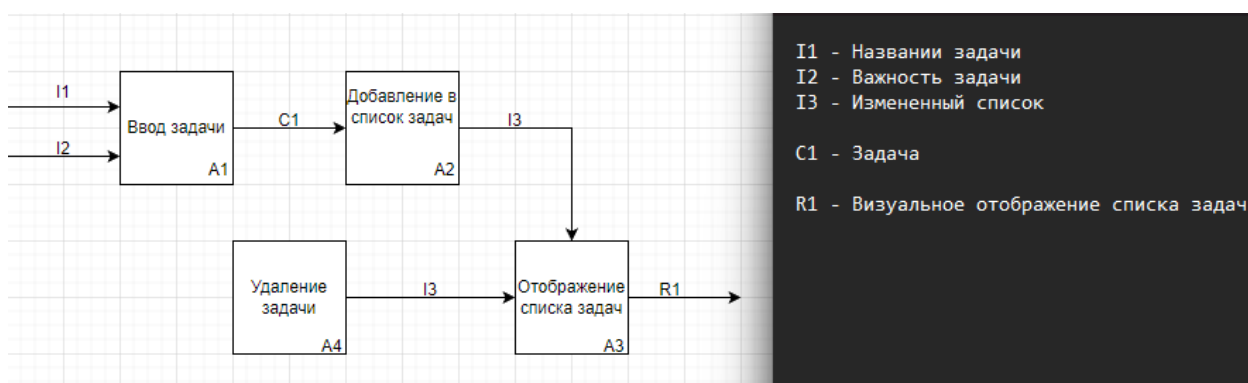 I1
I2
Ввод задачи
A1
C1
Добавление в
список задач
A2
I3
Удаление
задачи
A4
I3
Отображение
списка задач
A3
R1
I1 - Названии задачи
I2 - Важность задачи
I3 - Измененный список
C1 - Задача
R1 - Визуальное отображение списка задач